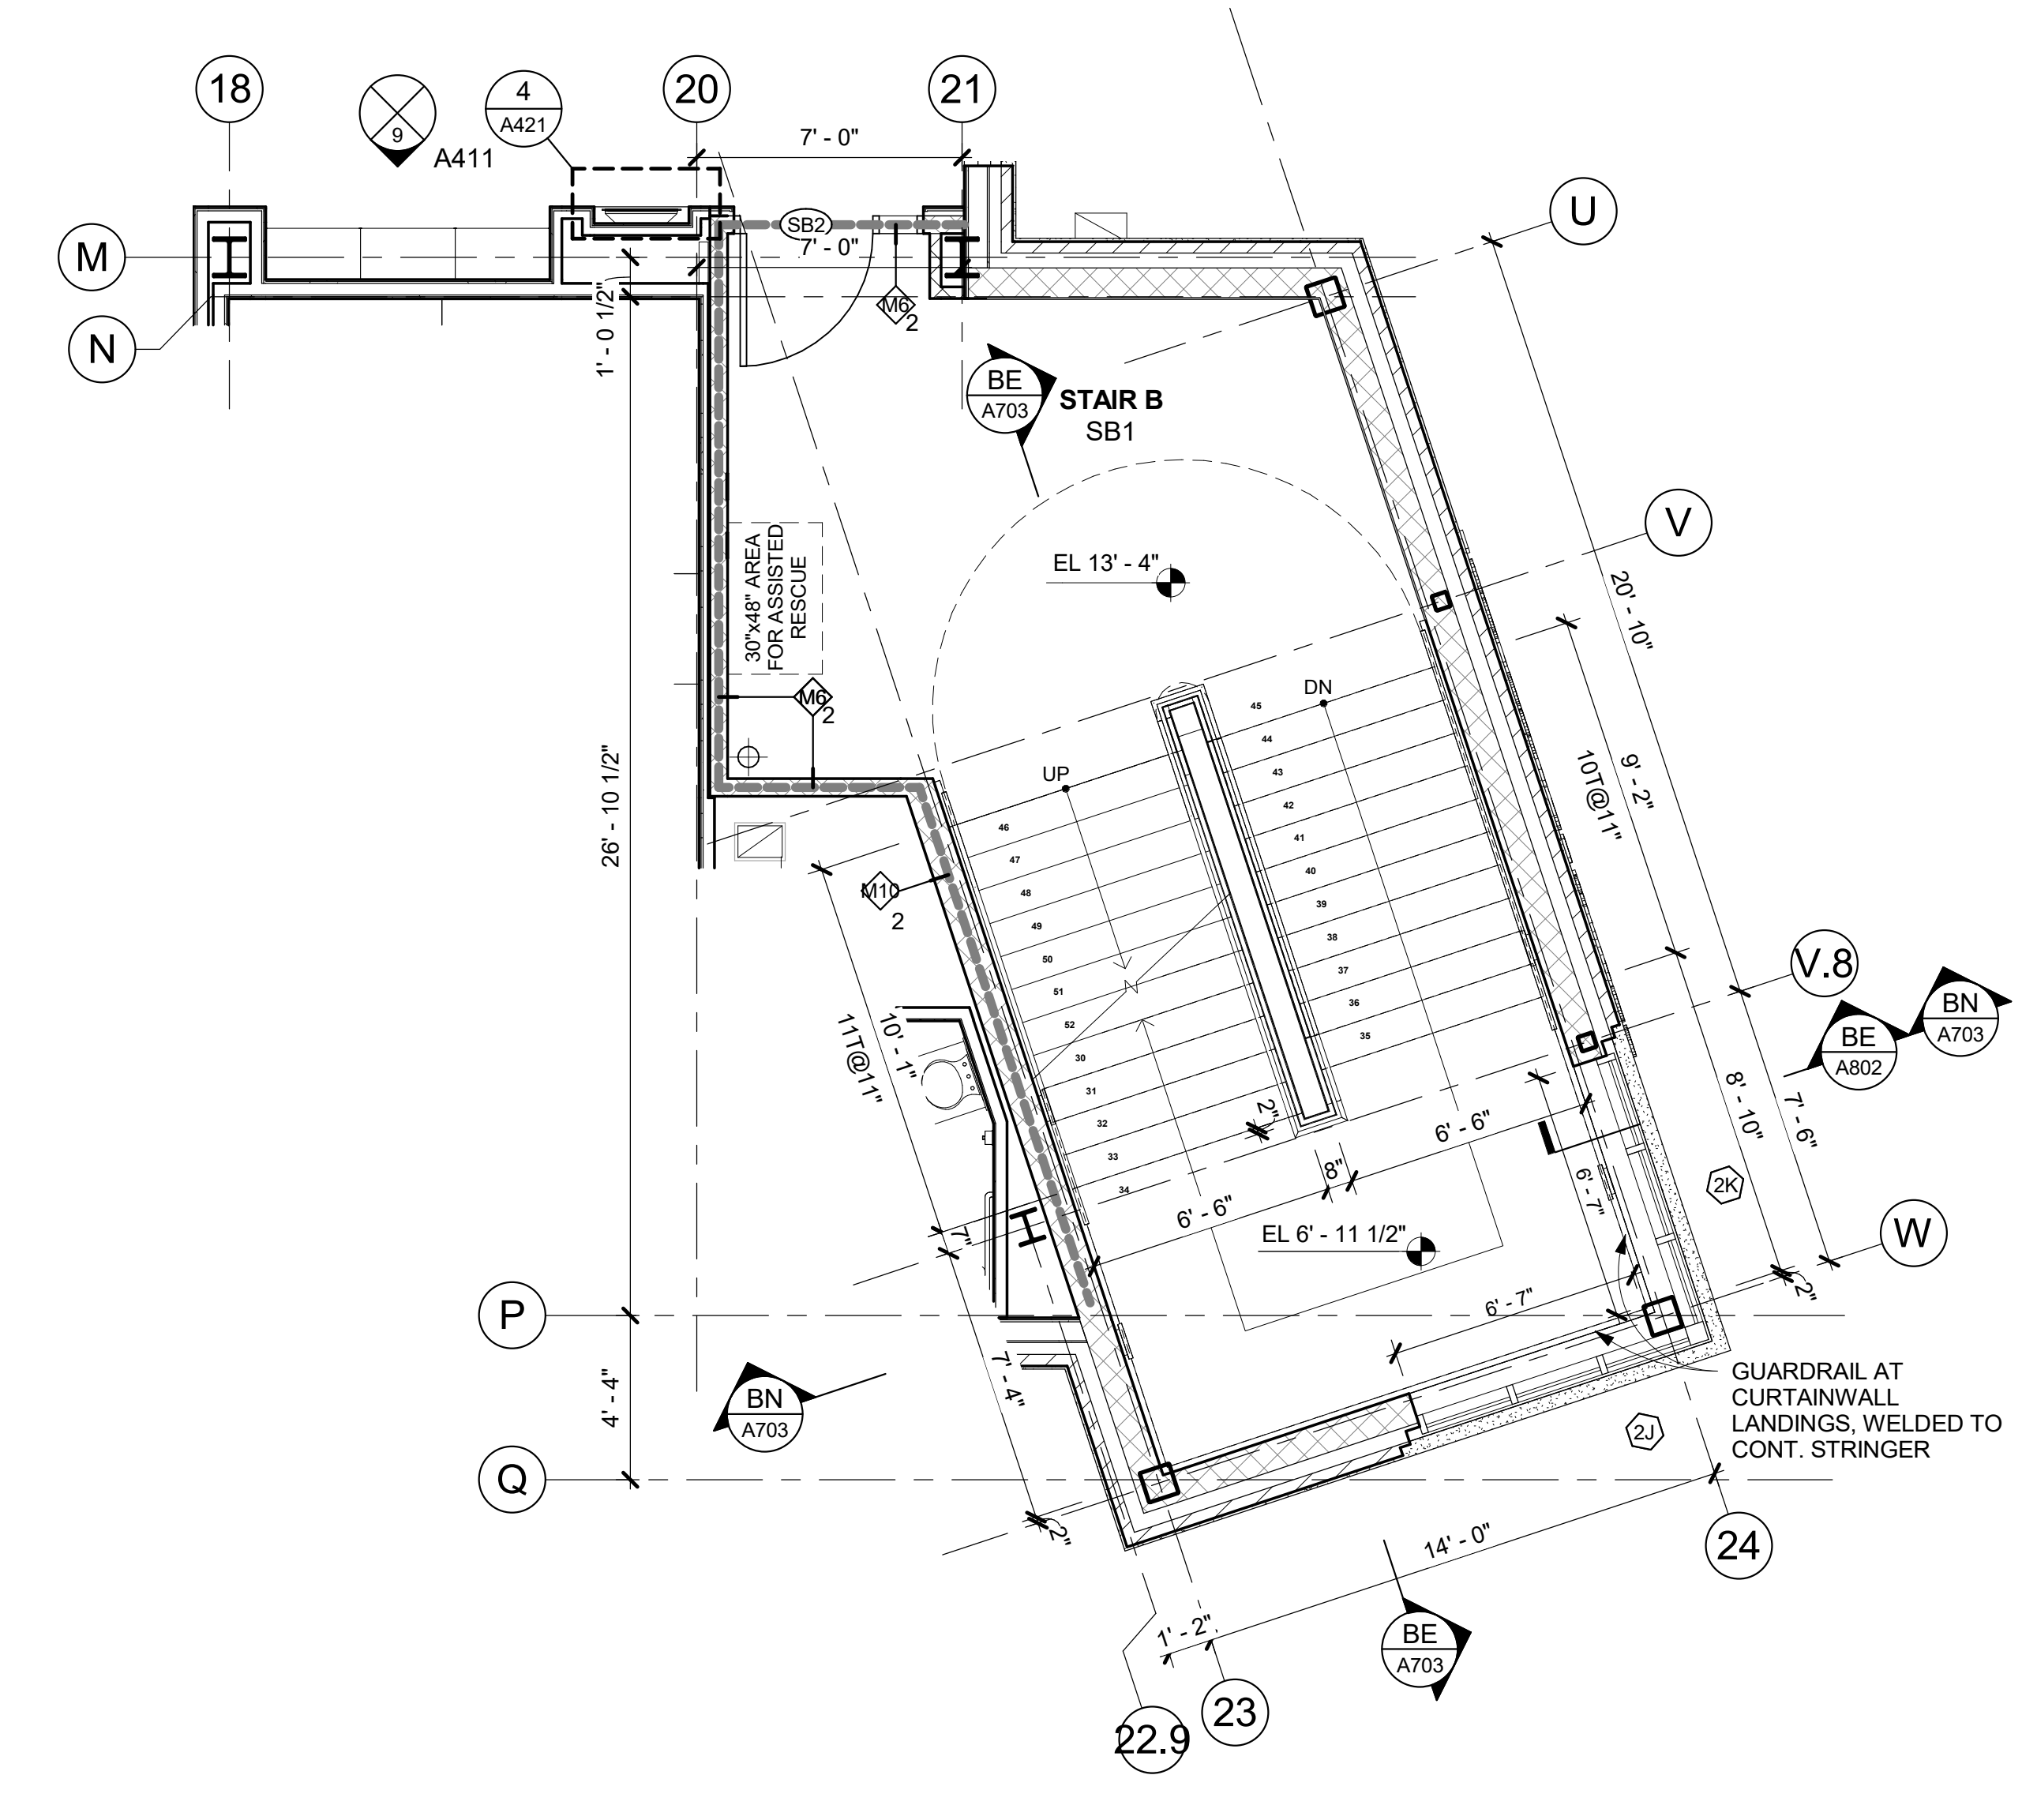 18
9
A411
4
A421
20
7' - 0"
21
U
M
SB2
7' - 0"
N
1' - 0 1/2"
M6
2
BE
A703
STAIR B
SB1
V
EL 13' - 4"
30"x48" AREA
FOR ASSISTED
RESCUE
20' - 10"
M6
2
DN
UP
45
44
43
42
41
40
39
38
37
36
35
46
47
48
49
50
51
52
30
31
32
33
34
9' - 2"
10T@11"
26' - 10 1/2"
M10
2
V.8
BN
A703
BE
A802
10' - 1"
11T@11"
2"
8"
6' - 6"
6' - 6"
8' - 10"
7' - 6"
2K
6' - 7"
W
EL 6' - 11 1/2"
7"
2"
6' - 7"
P
7' - 4"
GUARDRAIL AT
CURTAINWALL
LANDINGS, WELDED TO
CONT. STRINGER
2J
BN
A703
4' - 4"
Q
2"
14' - 0"
24
1' - 2"
BE
A703
23
22.9